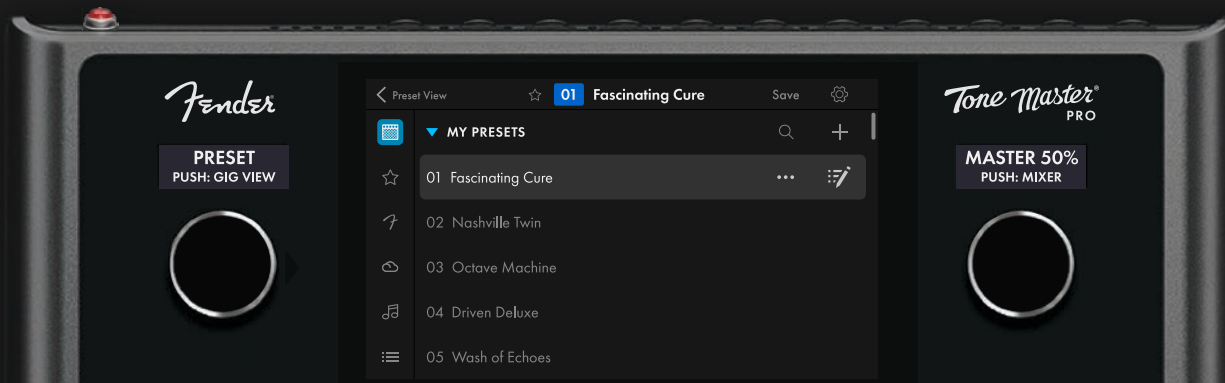 Fender
PRESET
PUSH: GIG VIEW
Preset View
01 Fascinating Cure
Save
MY PRESETS
01 Fascinating Cure
02 Nashville Twin
03 Octave Machine
04 Driven Deluxe
05 Wash of Echoes
Tone Master®
PRO
MASTER 50%
PUSH: MIXER